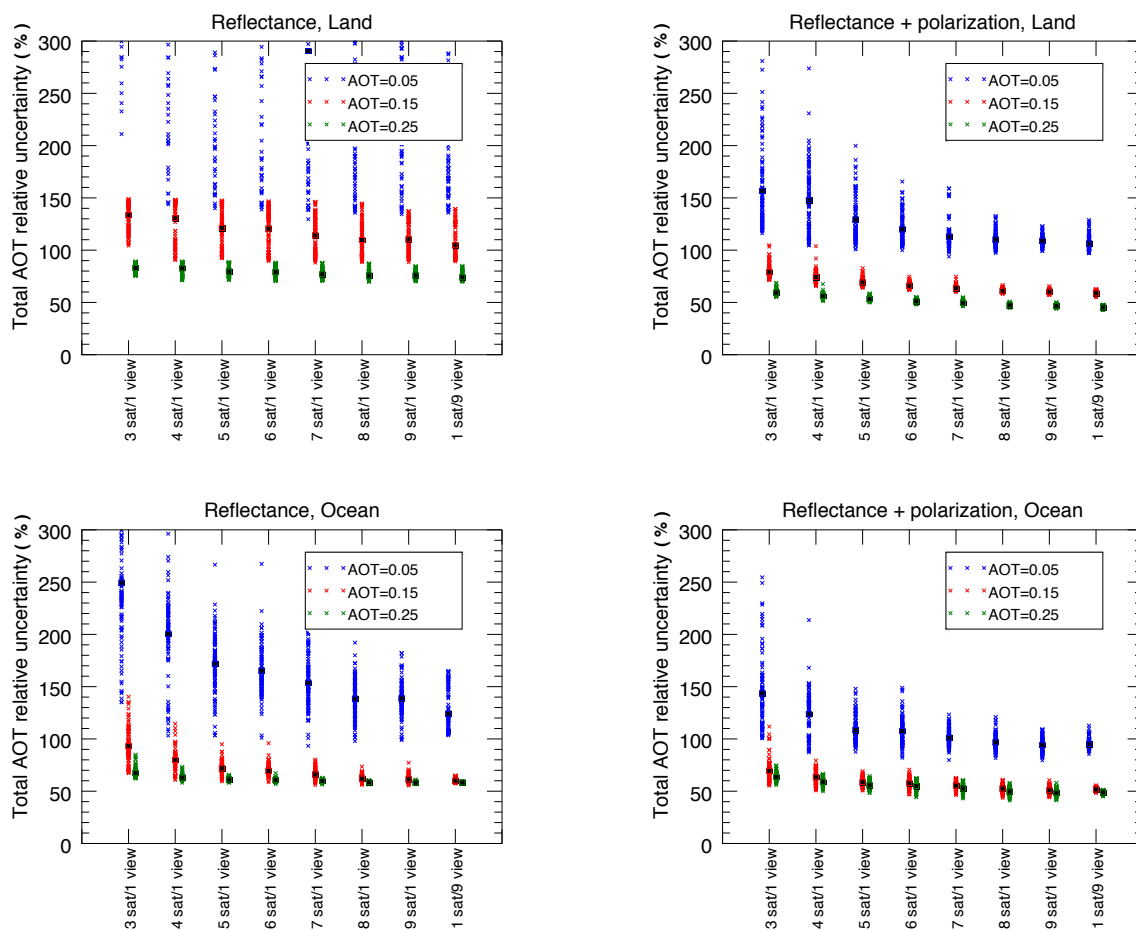 Reflectance, Land
Total AOT relative uncertainty (%)
300
250
200
150
100
50
0
AOT=0.05
AOT=0.15
AOT=0.25
3 sat/1 view
4 sat/1 view
5 sat/1 view
6 sat/1 view
7 sat/1 view
8 sat/1 view
9 sat/1 view
1 sat/9 view
Reflectance + polarization, Land
Total AOT relative uncertainty (%)
300
250
200
150
100
50
0
AOT=0.05
AOT=0.15
AOT=0.25
3 sat/1 view
4 sat/1 view
5 sat/1 view
6 sat/1 view
7 sat/1 view
8 sat/1 view
9 sat/1 view
1 sat/9 view
Reflectance, Ocean
Total AOT relative uncertainty (%)
300
250
200
150
100
50
0
AOT=0.05
AOT=0.15
AOT=0.25
3 sat/1 view
4 sat/1 view
5 sat/1 view
6 sat/1 view
7 sat/1 view
8 sat/1 view
9 sat/1 view
1 sat/9 view
Reflectance + polarization, Ocean
Total AOT relative uncertainty (%)
300
250
200
150
100
50
0
AOT=0.05
AOT=0.15
AOT=0.25
3 sat/1 view
4 sat/1 view
5 sat/1 view
6 sat/1 view
7 sat/1 view
8 sat/1 view
9 sat/1 view
1 sat/9 view